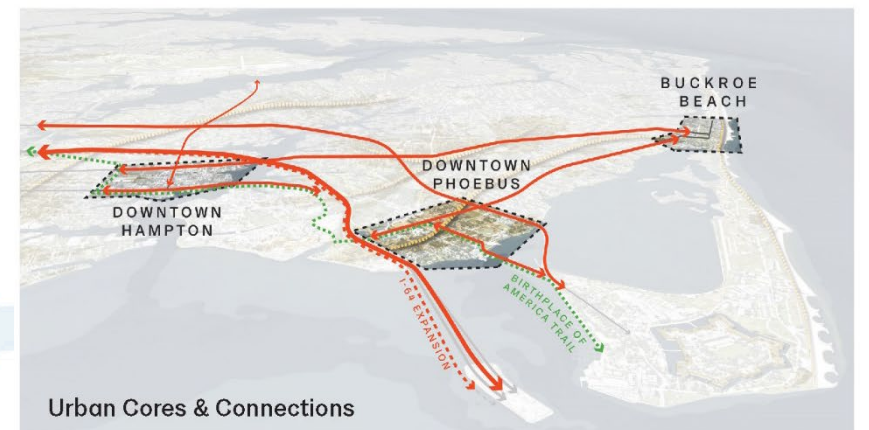 BUCKROE
BEACH
DOWNTOWN
PHOEBUS
DOWNTOWN
HAMPTON
I-64 EXPANSION
BIRTHPLACE OF
AMERICA TRAIL
Urban Cores & Connections